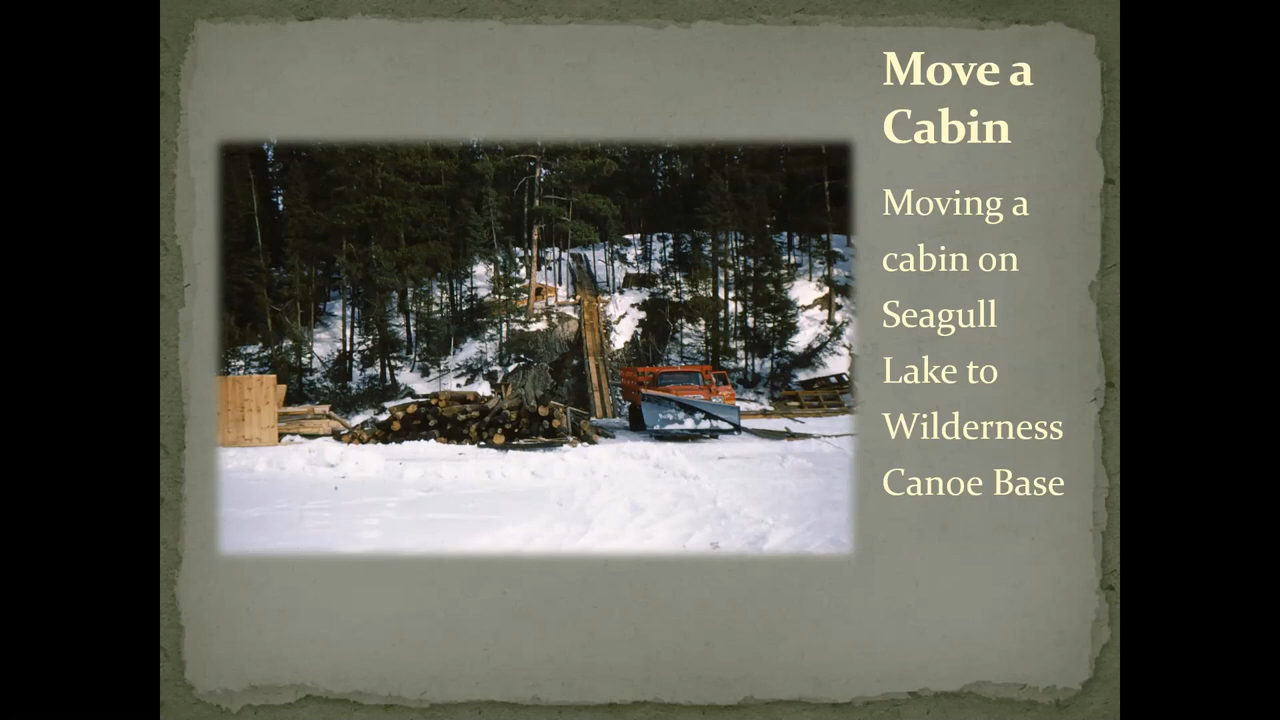 Move a
Cabin
Moving a
cabin on
Seagull
Lake to
Wilderness
Canoe Base